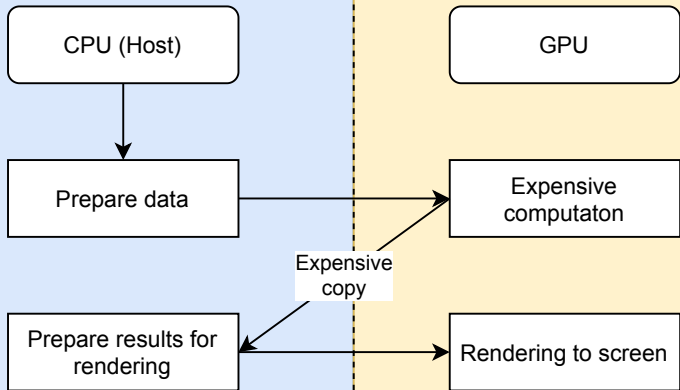 CPU (Host)
GPU
Prepare data
Expensive
computaton
Expensive
copy
Prepare results for
rendering
Rendering to screen